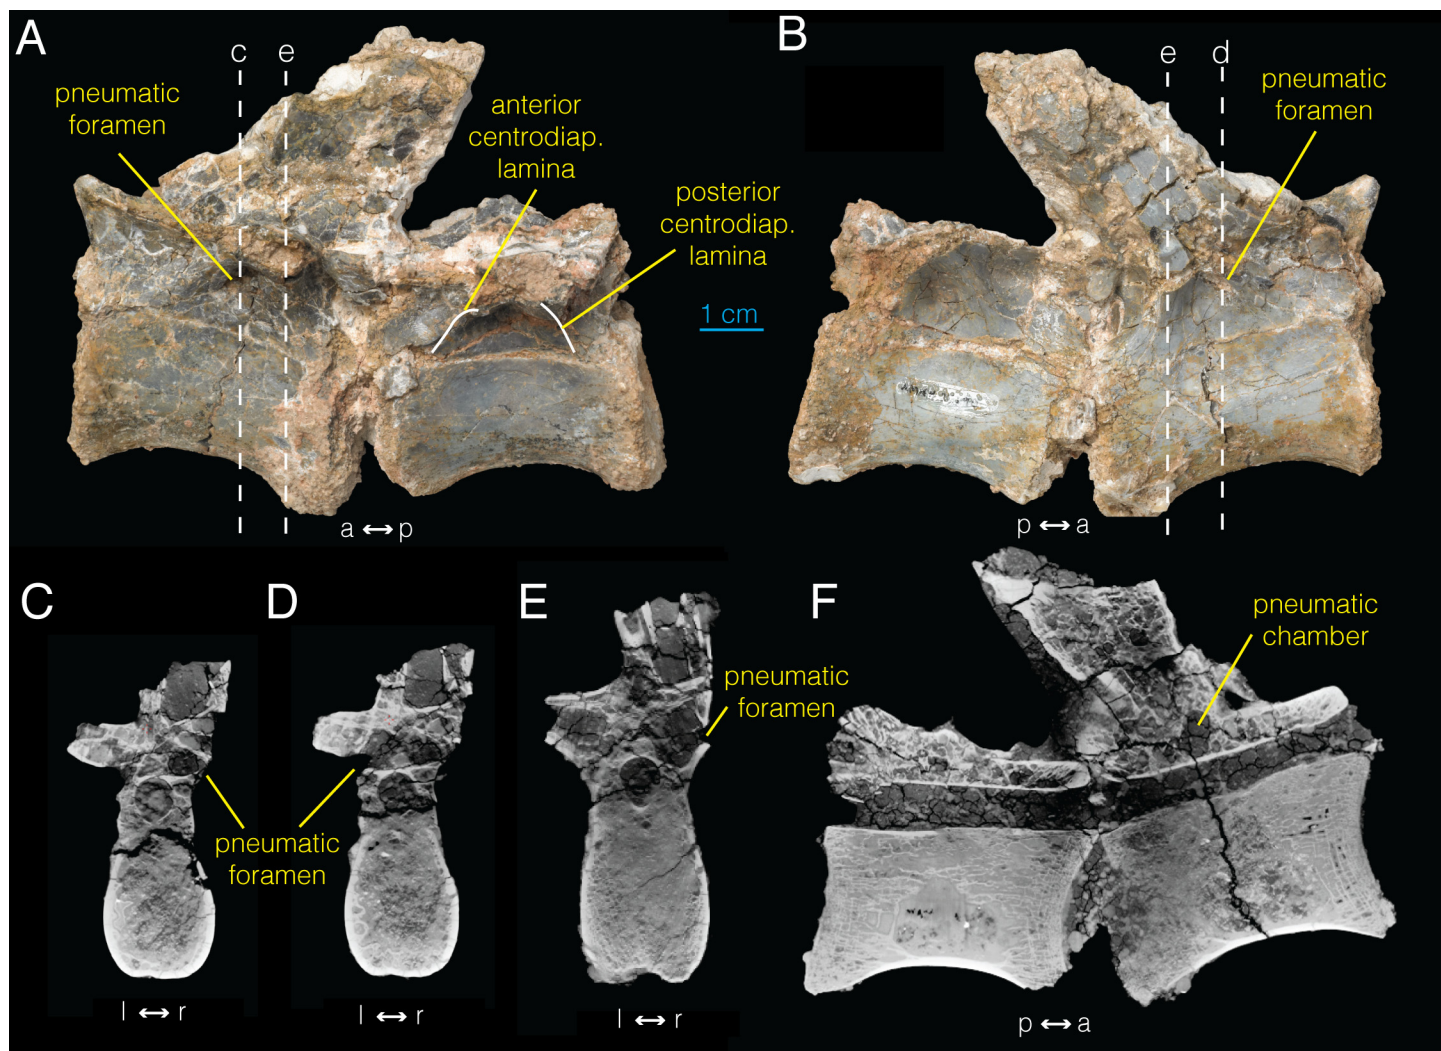 A
c e
pneumatic
foramen
anterior
centrodiap.
lamina
posterior
centrodiap.
lamina
1 cm
a ↔ p
B
e d
pneumatic
foramen
p ↔ a
C
D
pneumatic
foramen
l ↔ r
l ↔ r
E
pneumatic
foramen
l ↔ r
F
pneumatic
chamber
p ↔ a